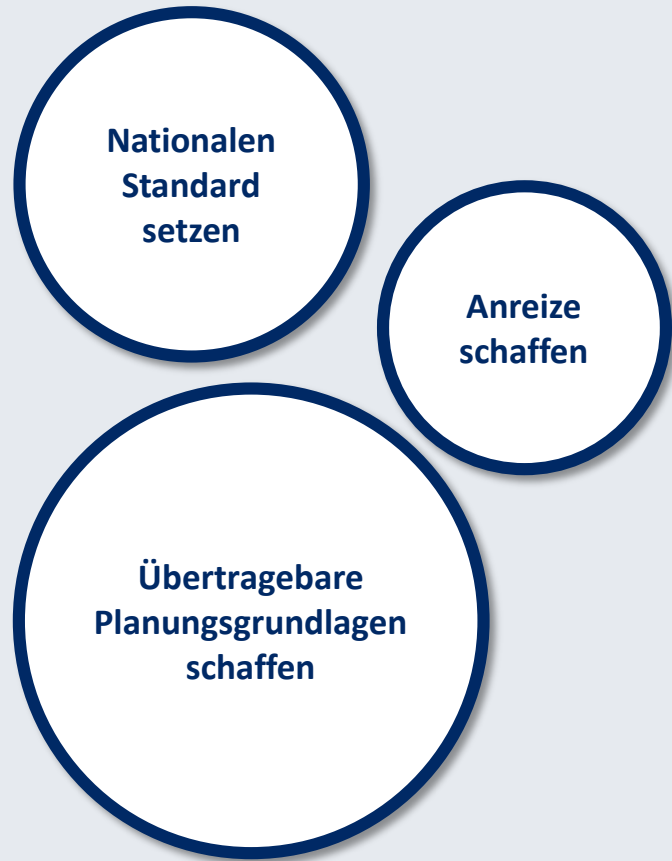 Nationalen
Standard
setzen
Anreize
schaffen
Übertragebare
Planungsgrundlagen
schaffen